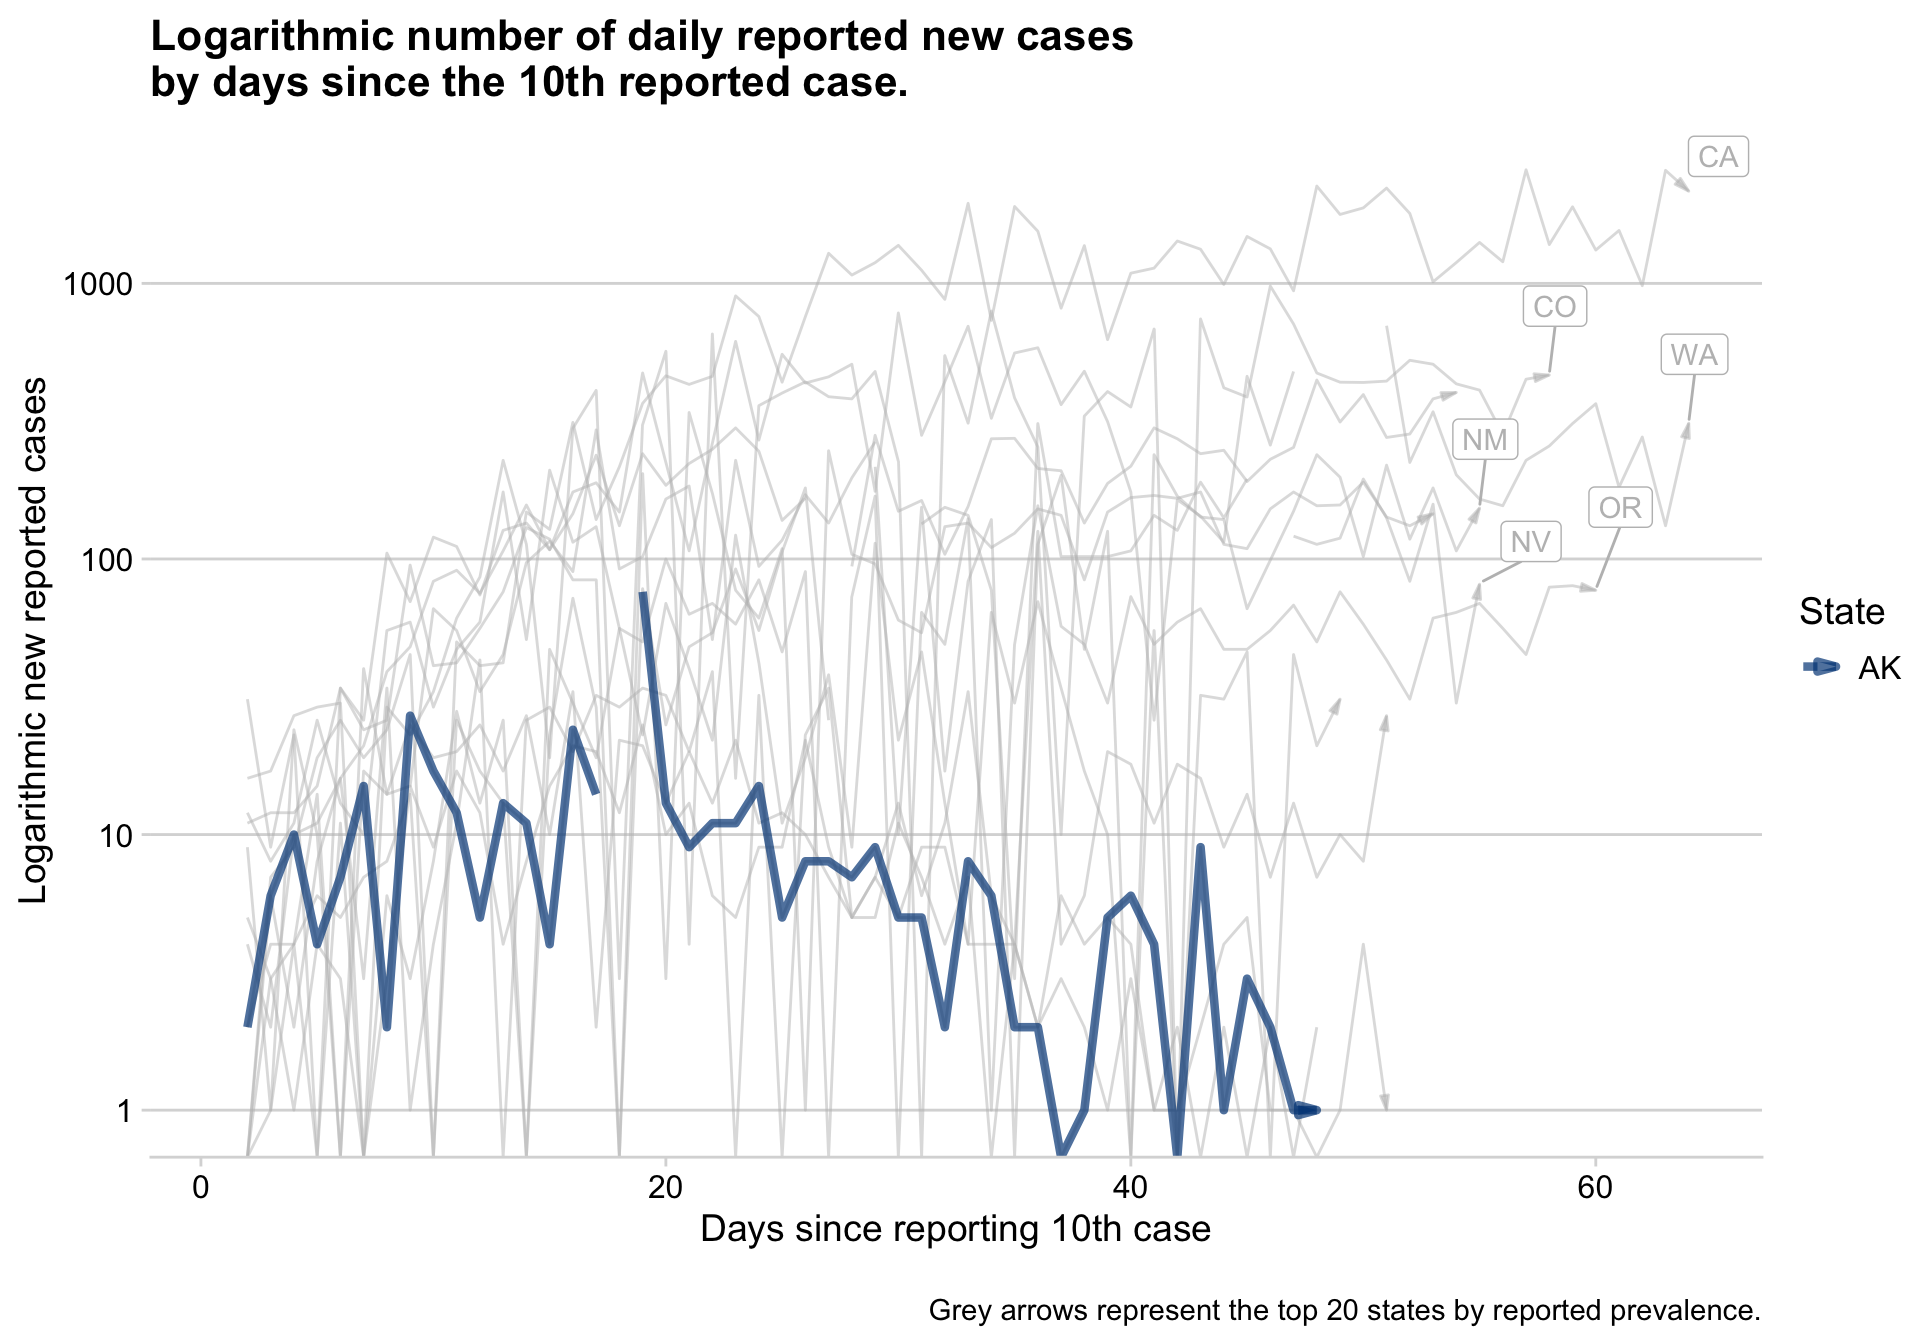 Logarithmic number of daily reported new cases
by days since the 10th reported case.
CA
1000
CO
WA
NM
OR
NV
100
Logarithmic new reported cases
State
AK
10
1
0 20 40 60
Days since reporting 10th case
Grey arrows represent the top 20 states by reported prevalence.